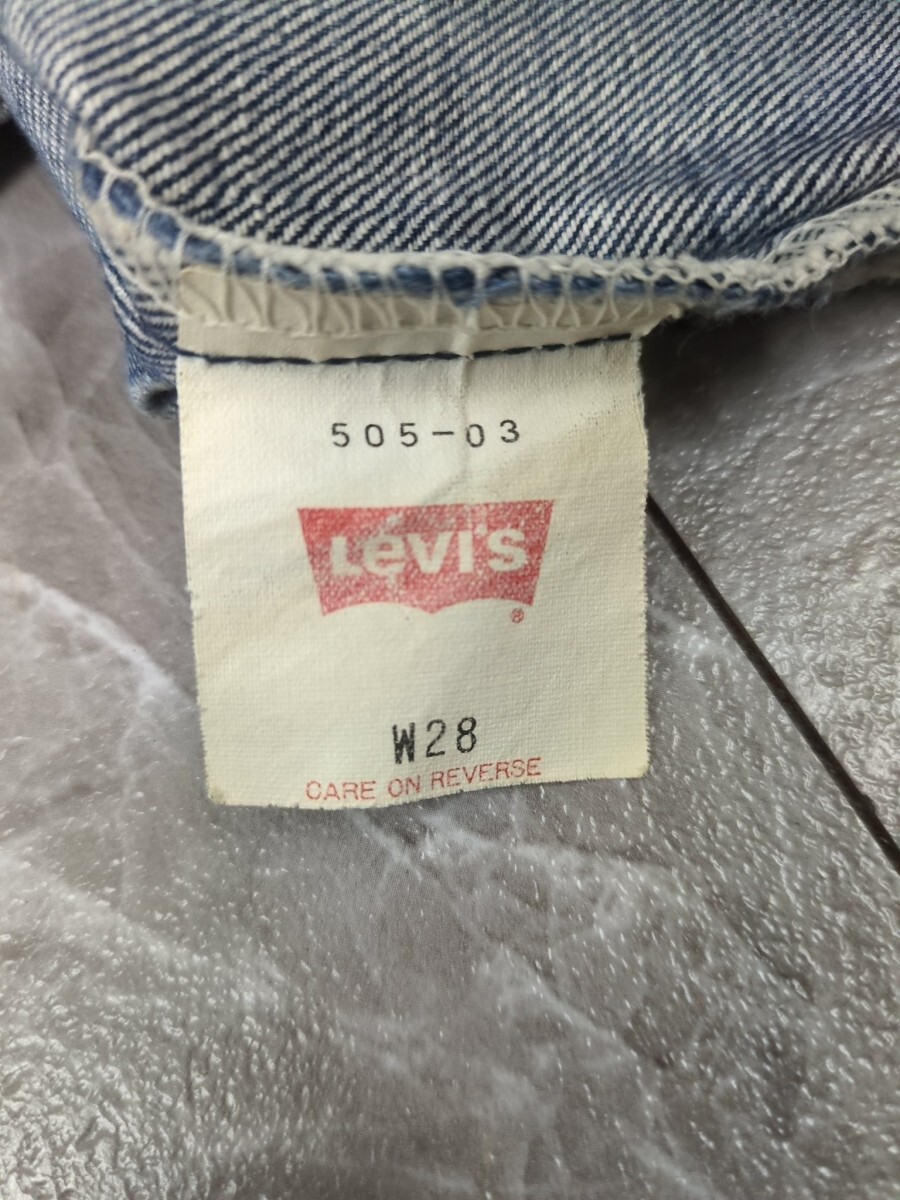 505-03
Levi's
®
W28
CARE ON REVERSE